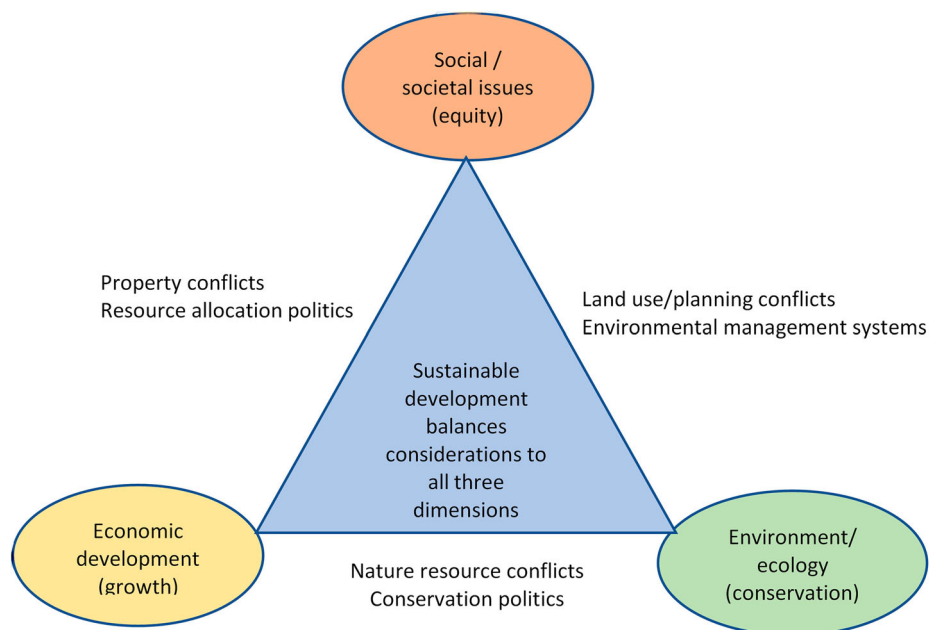 Social /
societal issues
(equity)
Property conflicts
Resource allocation politics
Land use/planning conflicts
Environmental management systems
Sustainable
development
balances
considerations to
all three
dimensions
Economic
development
(growth)
Environment/
ecology
(conservation)
Nature resource conflicts
Conservation politics